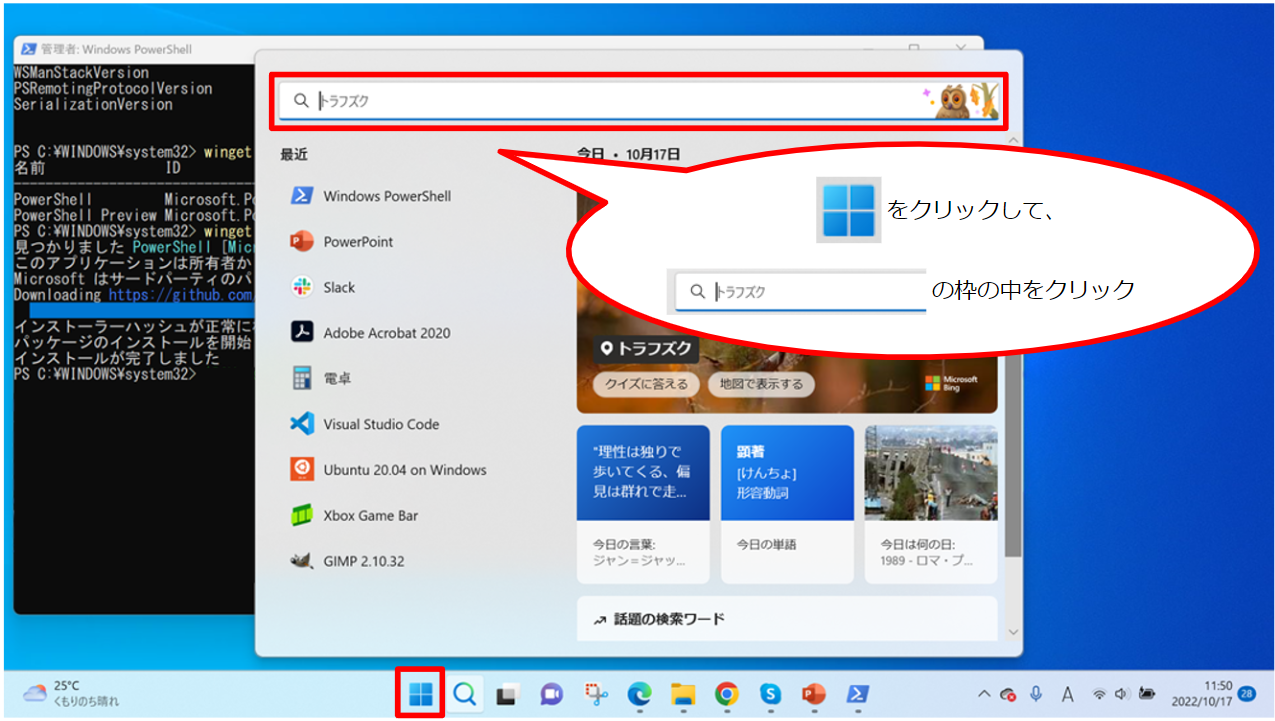 管理者: Windows PowerShell
WSManStackVersion
PSRemotingProtocolVersion
SerializationVersion
PS C:¥WINDOWS¥system32> winget
名前 ID
PowerShell Microsoft.Po
PowerShell Preview Microsoft.Po
PS C:¥WINDOWS¥system32> winget
見つかりました PowerShell [Mic
このアプリケーションは所有者か
Microsoft はサードパーティのパ
Downloading https://github.com
インストーラーハッシュが正常に
パッケージのインストールを開始
インストールが完了しました
PS C:¥WINDOWS¥system32>
トラフズク
最近
Windows PowerShell
PowerPoint
Slack
Adobe Acrobat 2020
電卓
Visual Studio Code
Ubuntu 20.04 on Windows
Xbox Game Bar
GIMP 2.10.32
今日 • 10月17日
をクリックして、
トラフズク
の枠の中をクリック
トラフズク
クイズに答える
地図で表示する
Microsoft
Bing
"理性は独りで
歩いてくる、偏
見は群れで走...
今日の言葉:
ジャン=ジャッ...
顕著
[けんちょ]
形容動詞
今日の単語
今日は何の日:
1989 - ロマ・プ...
話題の検索ワード
25°C
くもりのち晴れ
A
11:50
2022/10/17
28